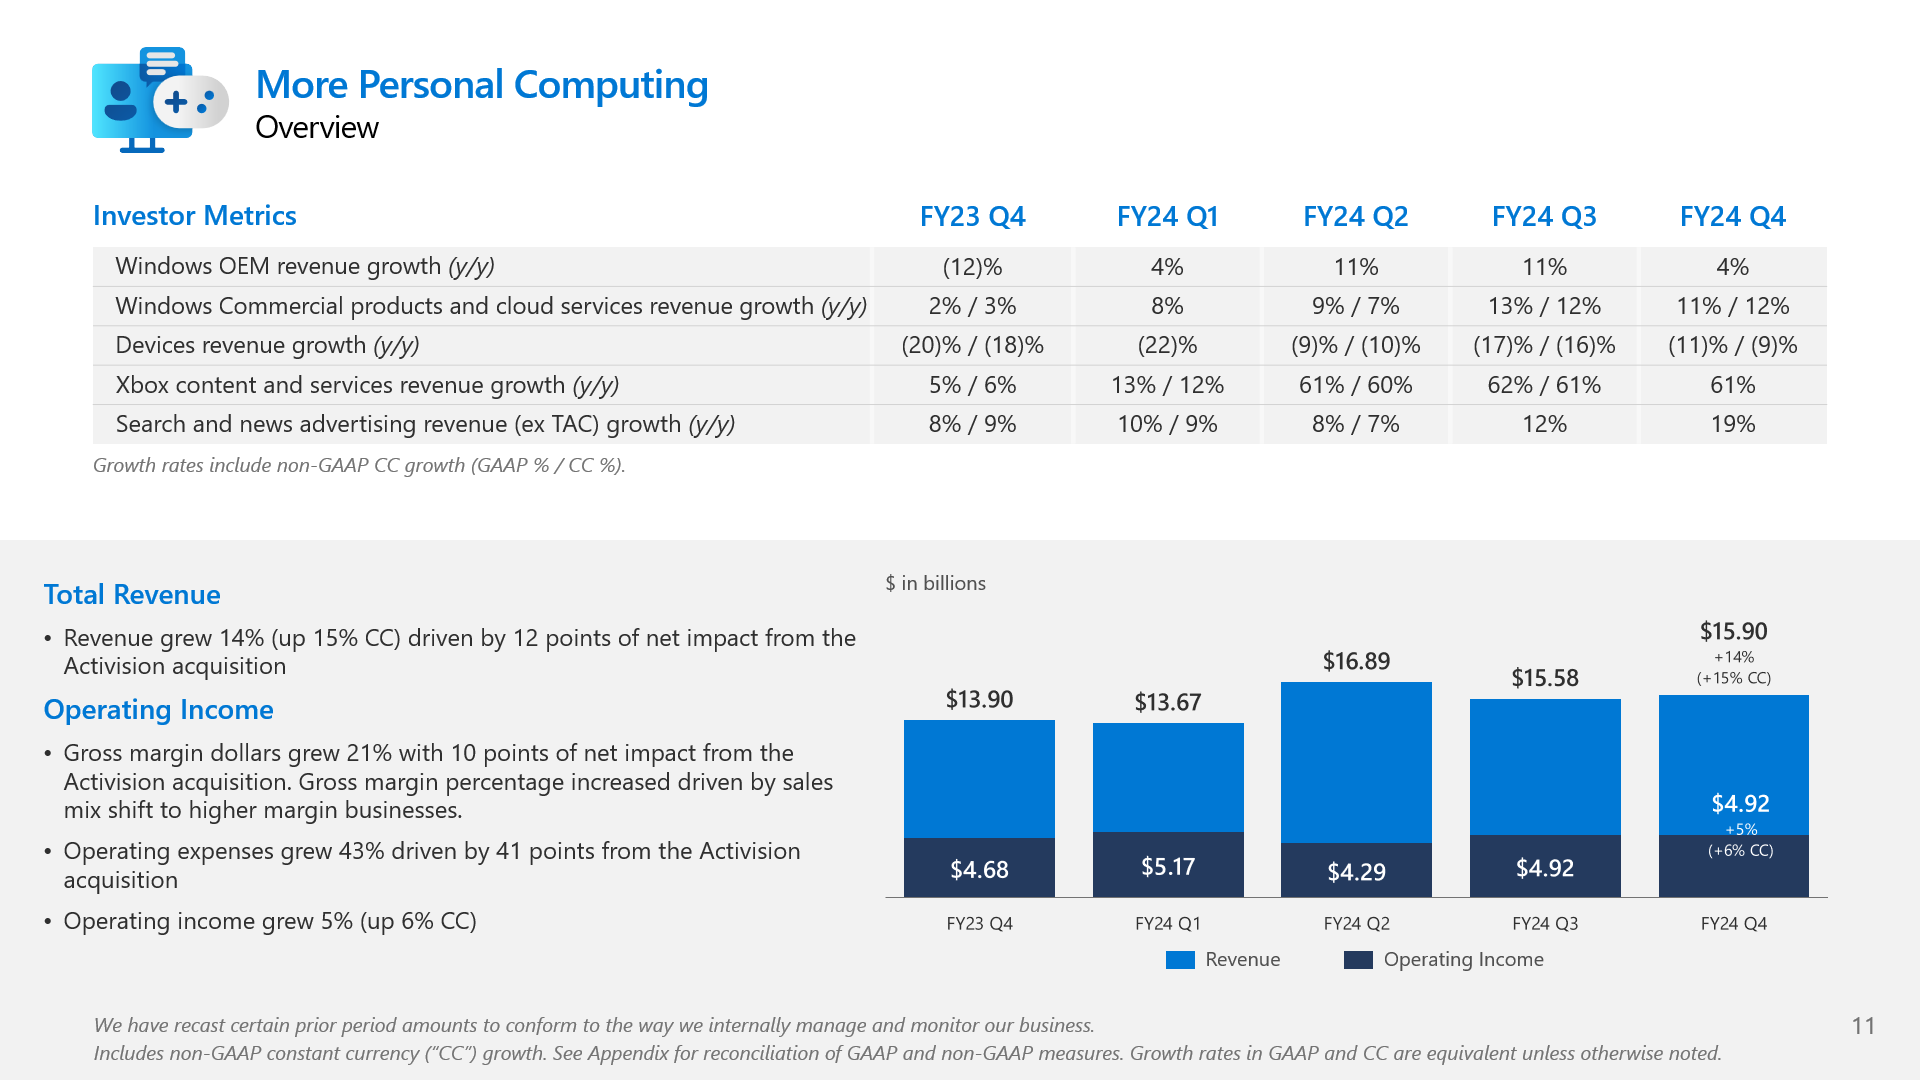 More Personal Computing
Overview
Investor Metrics FY23 Q4 FY24 Q1 FY24 Q2 FY24 Q3 FY24 Q4
Windows OEM revenue growth (y/y) (12)% 4% 11% 11% 4%
Windows Commercial products and cloud services revenue growth (y/y) 2% / 3% 8% 9% / 7% 13% / 12% 11% / 12%
Devices revenue growth (y/y) (20)% / (18)% (22)% (9)% / (10)% (17)% / (16)% (11)% / (9)%
Xbox content and services revenue growth (y/y) 5% / 6% 13% / 12% 61% / 60% 62% / 61% 61%
Search and news advertising revenue (ex TAC) growth (y/y) 8% / 9% 10% / 9% 8% / 7% 12% 19%
Growth rates include non-GAAP CC growth (GAAP % / CC %).
Total Revenue
• Revenue grew 14% (up 15% CC) driven by 12 points of net impact from the
Activision acquisition
Operating Income
• Gross margin dollars grew 21% with 10 points of net impact from the
Activision acquisition. Gross margin percentage increased driven by sales
mix shift to higher margin businesses.
• Operating expenses grew 43% driven by 41 points from the Activision
acquisition
• Operating income grew 5% (up 6% CC)
$ in billions
$13.90 $13.67 $16.89 $15.58 $15.90
+14%
(+15% CC)
$4.68 $5.17 $4.29 $4.92 $4.92
+5%
(+6% CC)
FY23 Q4 FY24 Q1 FY24 Q2 FY24 Q3 FY24 Q4
Revenue Operating Income
We have recast certain prior period amounts to conform to the way we internally manage and monitor our business.
Includes non-GAAP constant currency (“CC”) growth. See Appendix for reconciliation of GAAP and non-GAAP measures. Growth rates in GAAP and CC are equivalent unless otherwise noted.
11